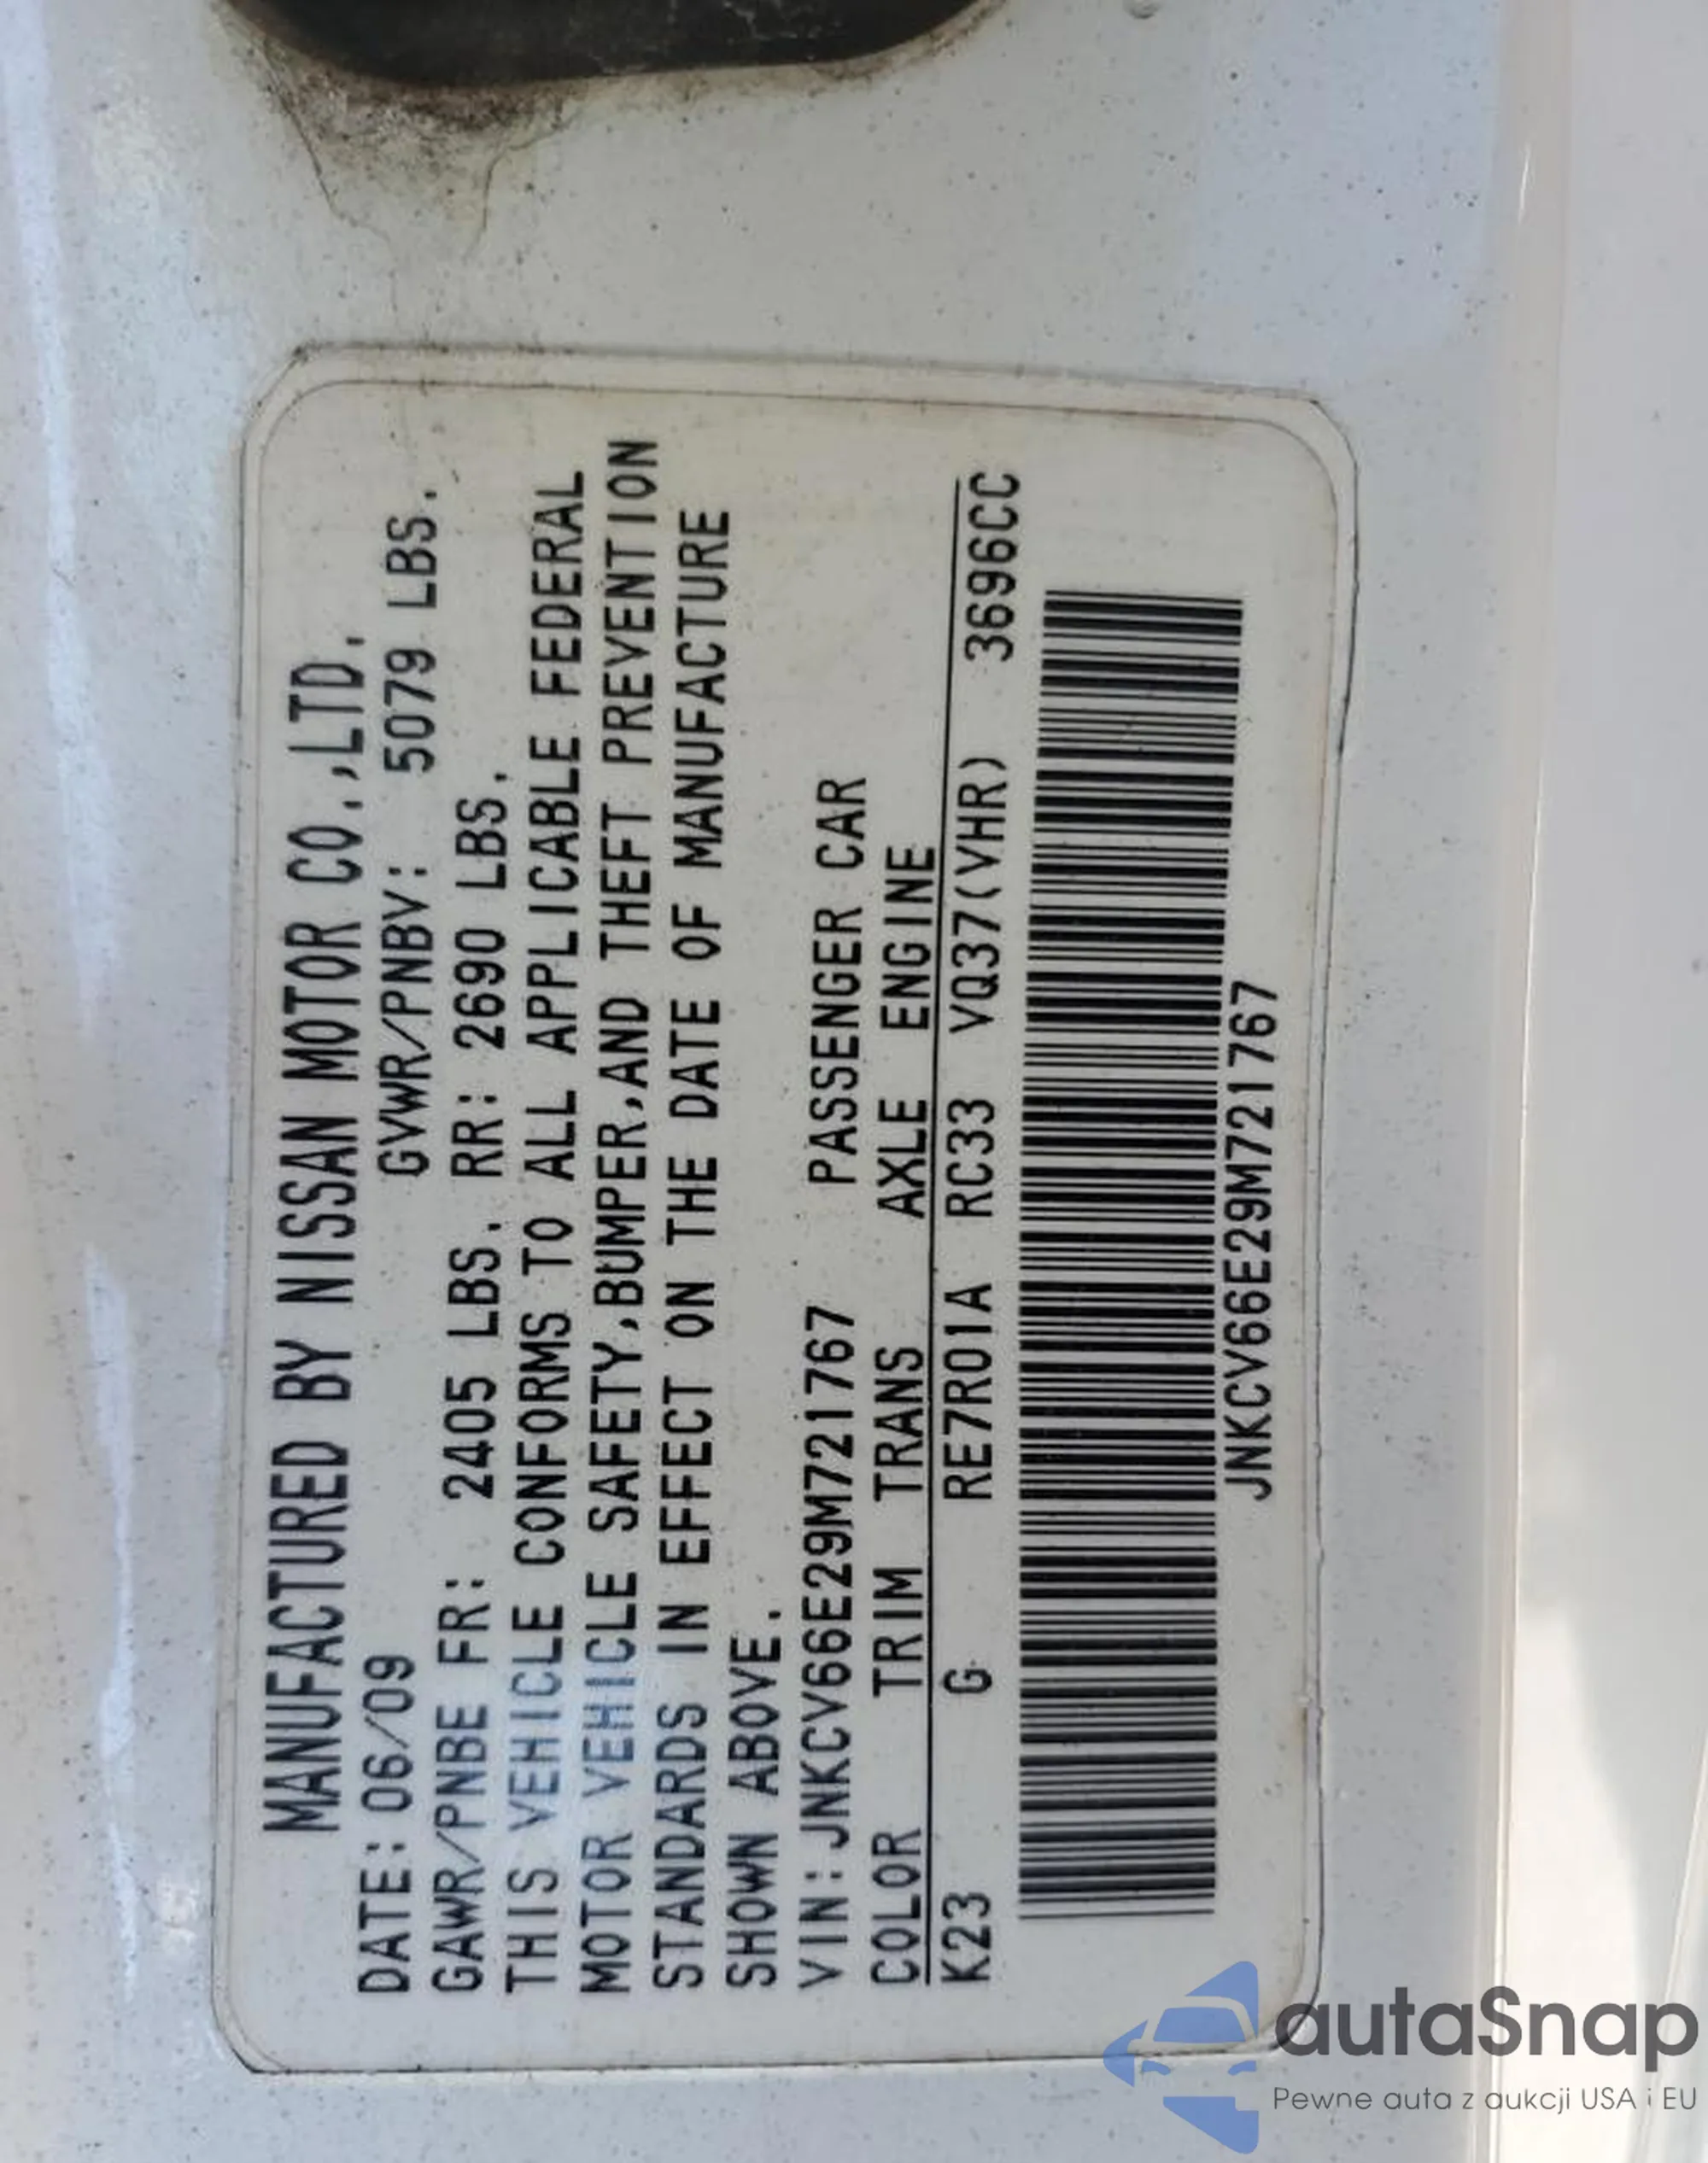 MANUFACTURED BY NISSAN MOTOR CO.,LTD.
DATE: 06/09 GVWR/PNBV: 5079 LBS.
GAWR/PNBE FR: 2405 LBS. RR: 2690 LBS.
THIS VEHICLE CONFORMS TO ALL APPLICABLE FEDERAL
MOTOR VEHICLE SAFETY,BUMPER,AND THEFT PREVENTION
STANDARDS IN EFFECT ON THE DATE OF MANUFACTURE
SHOWN ABOVE.
VIN:JNKCV66E29M721767 PASSENGER CAR
COLOR TRIM TRANS AXLE ENGINE
K23 G RE7R01A RC33 VQ37(VHR) 3696CC
JNKCV66E29M721767
autaSnap
Pewne auta z aukcji USA i EU